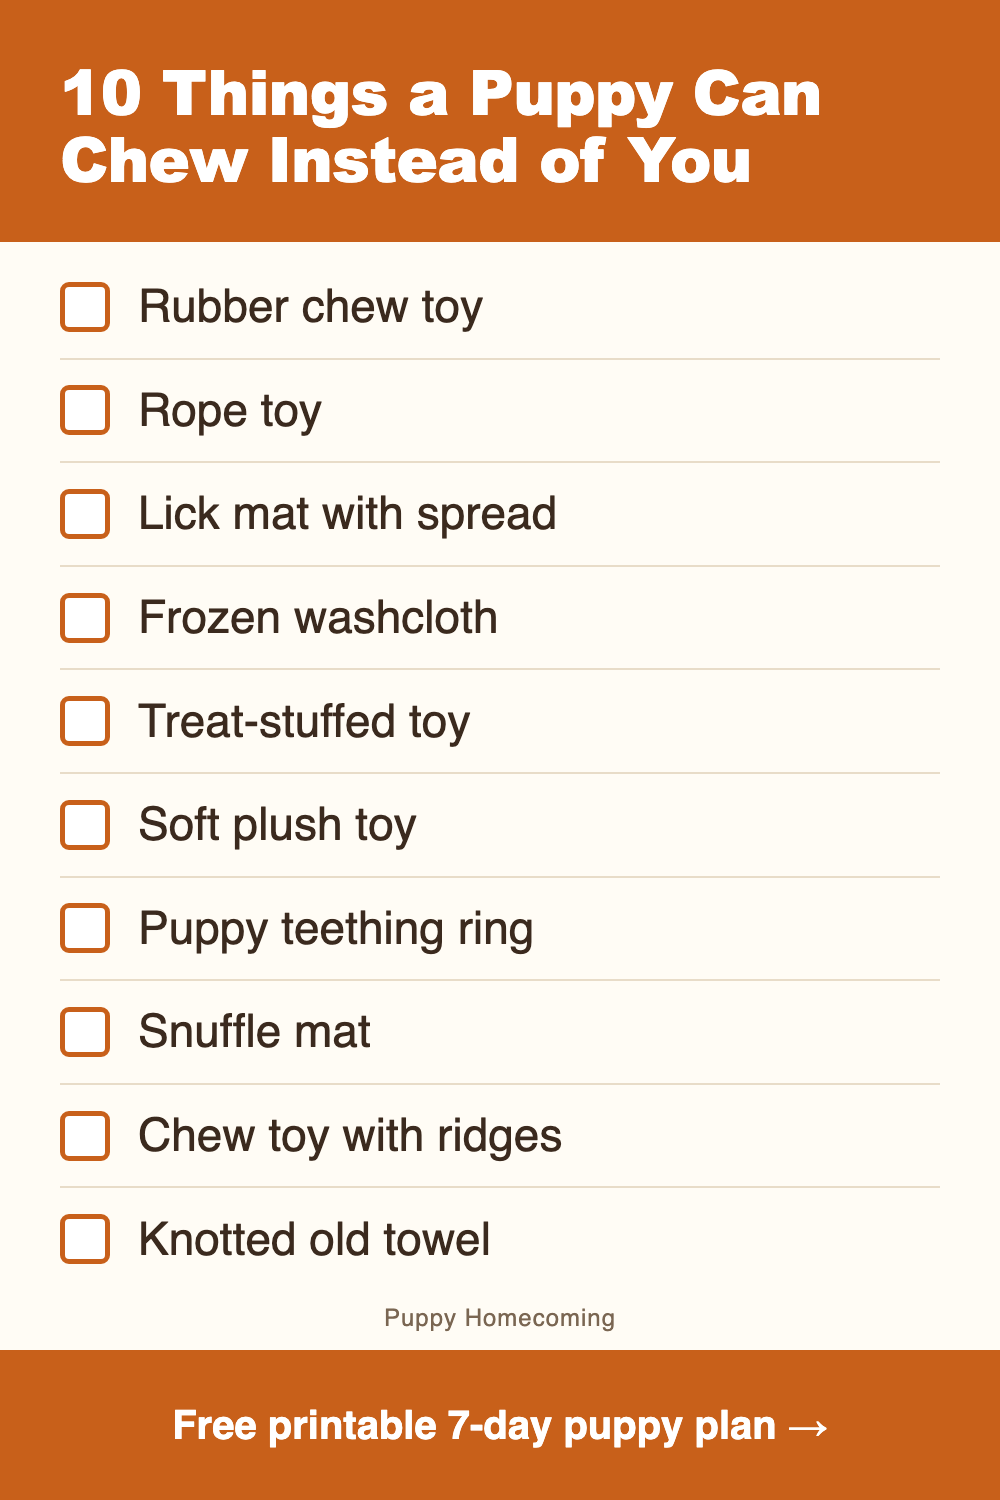 10 Things a Puppy Can
Chew Instead of You
Rubber chew toy
Rope toy
Lick mat with spread
Frozen washcloth
Treat-stuffed toy
Soft plush toy
Puppy teething ring
Snuffle mat
Chew toy with ridges
Knotted old towel
Puppy Homecoming
Free printable 7-day puppy plan →